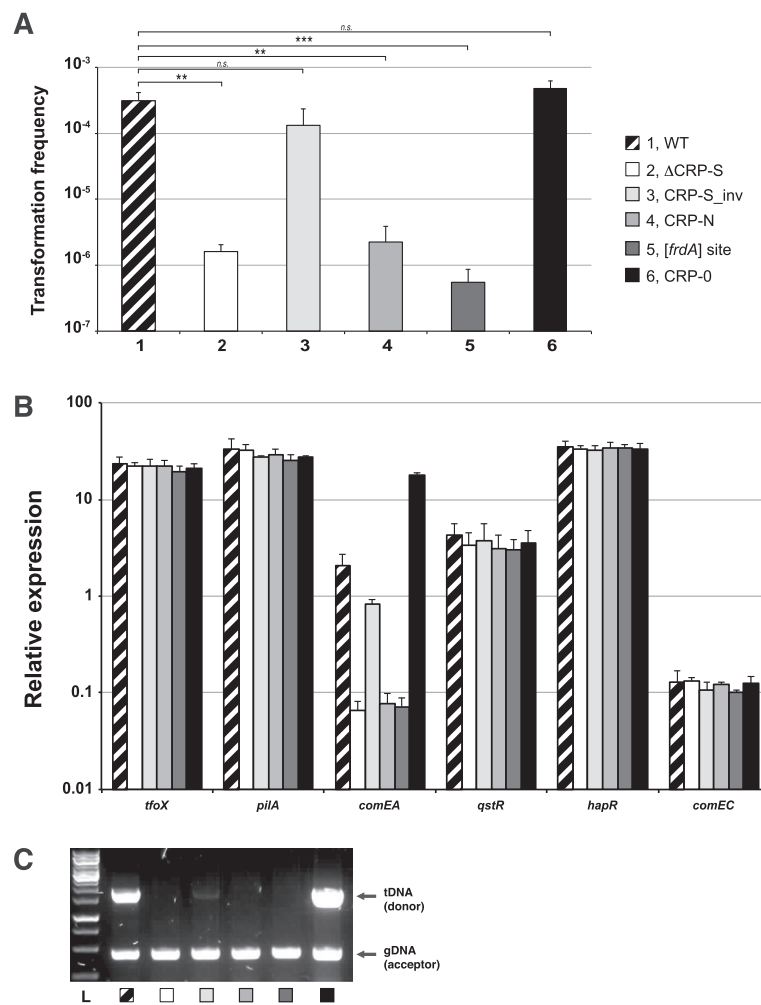 A
n.s.
***
**
n.s.
**
Transformation frequency
10-3
10-4
10-5
10-6
10-7
1 2 3 4 5 6
1, WT
2, ΔCRP-S
3, CRP-S_inv
4, CRP-N
5, [frdA] site
6, CRP-0
B
Relative expression
100
10
1
0.1
0.01
tfoX pilA comEA qstR hapR comEC
C
tDNA
(donor)
gDNA
(acceptor)
L